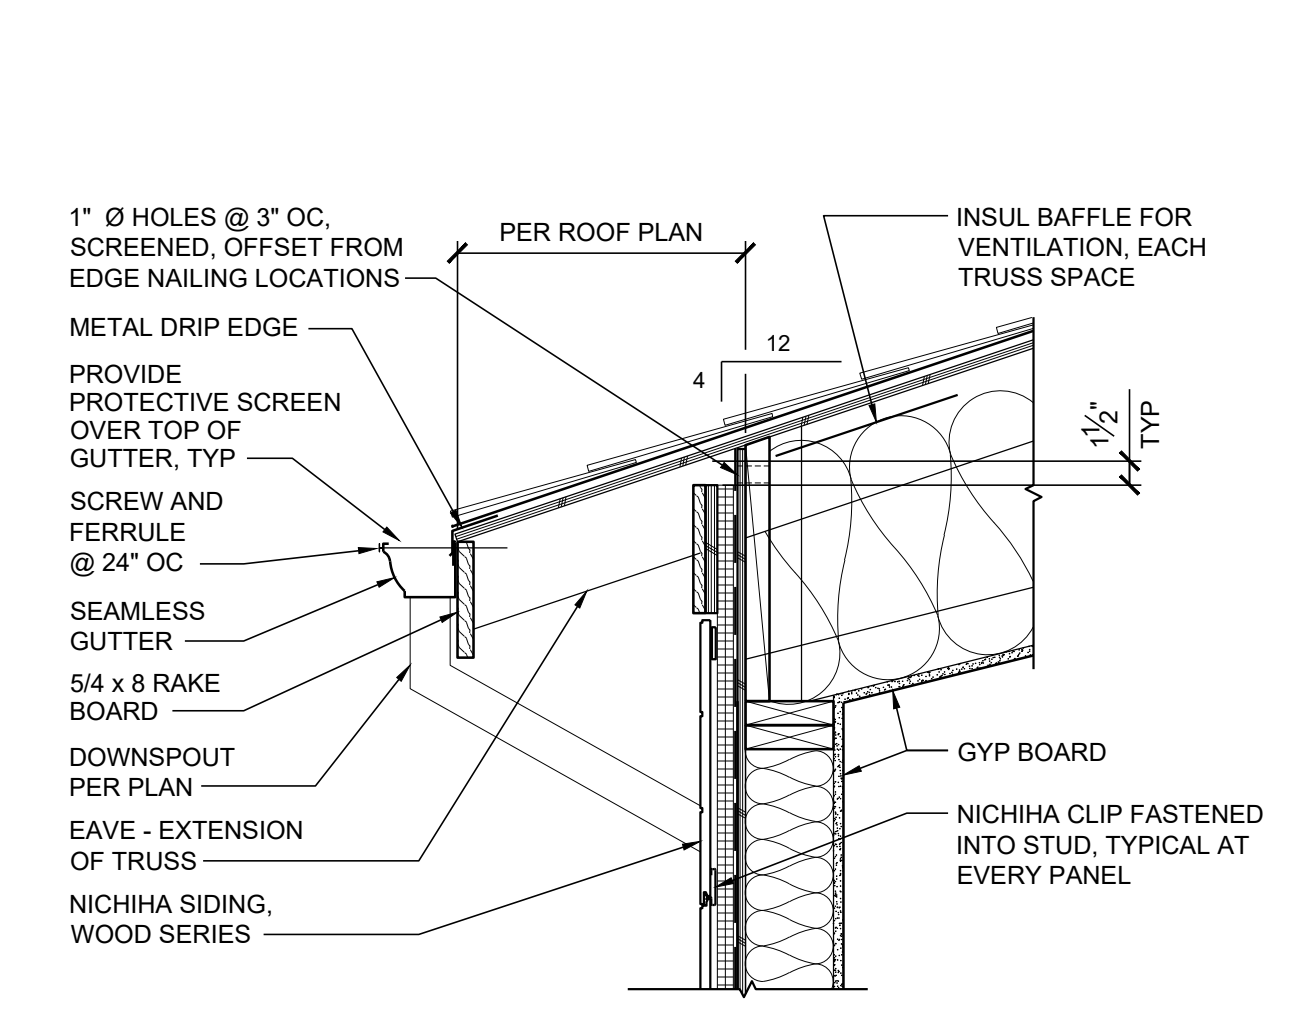 1" Ø HOLES @ 3" OC,
SCREENED, OFFSET FROM
EDGE NAILING LOCATIONS
METAL DRIP EDGE
PROVIDE
PROTECTIVE SCREEN
OVER TOP OF
GUTTER, TYP
SCREW AND
FERRULE
@ 24" OC
SEAMLESS
GUTTER
5/4 x 8 RAKE
BOARD
DOWNSPOUT
PER PLAN
EAVE - EXTENSION
OF TRUSS
NICHIHA SIDING,
WOOD SERIES
PER ROOF PLAN
12
4
INSUL BAFFLE FOR
VENTILATION, EACH
TRUSS SPACE
1 1/2"
TYP
GYP BOARD
NICHIHA CLIP FASTENED
INTO STUD, TYPICAL AT
EVERY PANEL